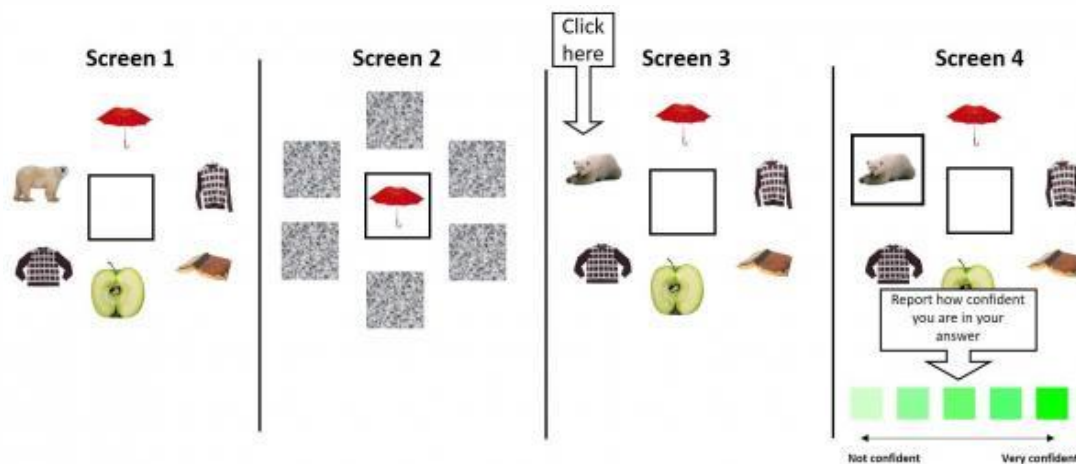 Screen 1
Screen 2
Click
here
Screen 3
Screen 4
Report how confident
you are in your
answer
Not confident
Very confident